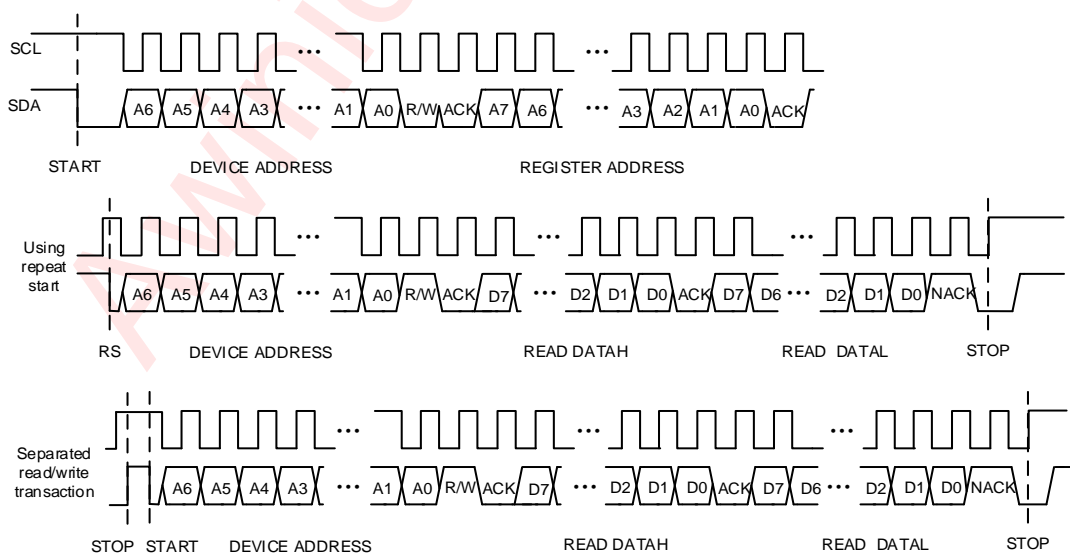 SCL
SDA A6 A5 A4 A3 ··· A1 A0 R/W ACK A7 A6 ··· A3 A2 A1 A0 ACK
START DEVICE ADDRESS REGISTER ADDRESS
Using
repeat
start
A6 A5 A4 A3 ··· A1 A0 R/W ACK D7 ··· D2 D1 D0 ACK D7 D6 ··· D2 D1 D0 NACK
RS DEVICE ADDRESS READ DATAH READ DATAL STOP
Separated
read/write
transaction
A6 A5 A4 A3 ··· A1 A0 R/W ACK D7 ··· D2 D1 D0 ACK D7 D6 ··· D2 D1 D0 NACK
STOP START DEVICE ADDRESS READ DATAH READ DATAL STOP